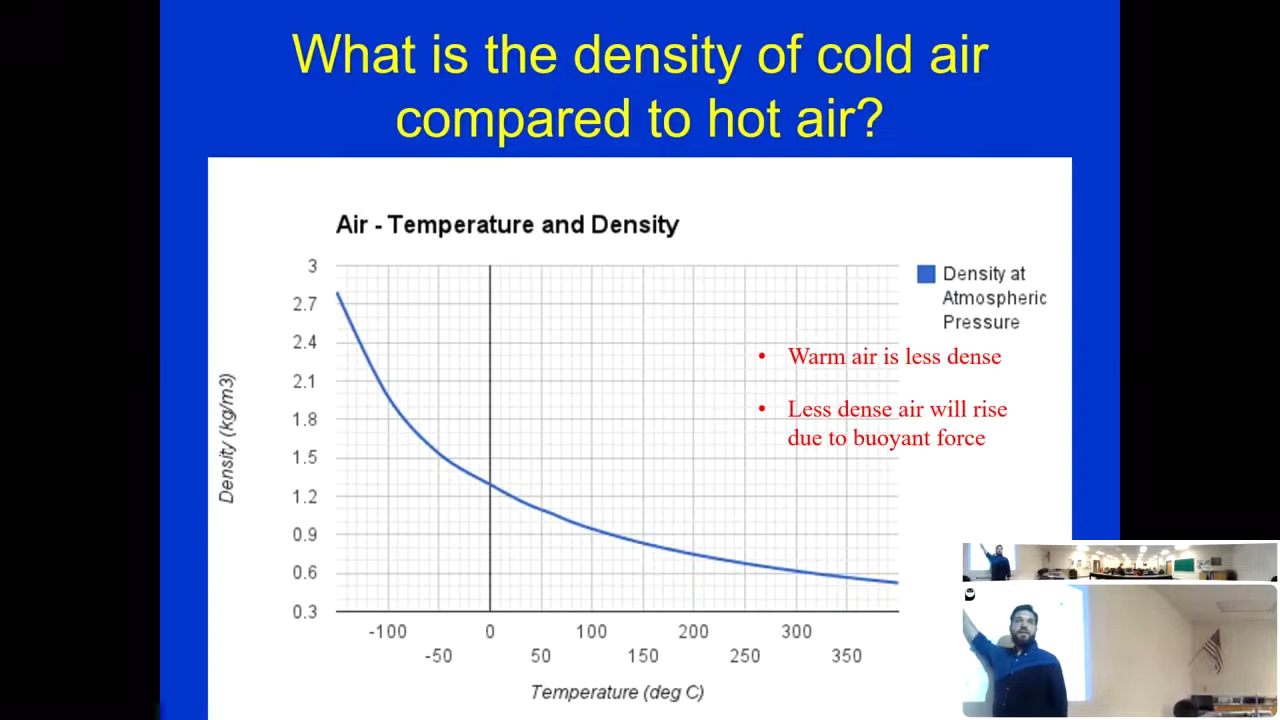 What is the density of cold air
compared to hot air?
Air - Temperature and Density
3
2.7
2.4
2.1
1.8
1.5
1.2
0.9
0.6
0.3
Density (kg/m3)
Density at
Atmospheric
Pressure
• Warm air is less dense
• Less dense air will rise
due to buoyant force
-100 0 100 200 300
-50 50 150 250 350
Temperature (deg C)